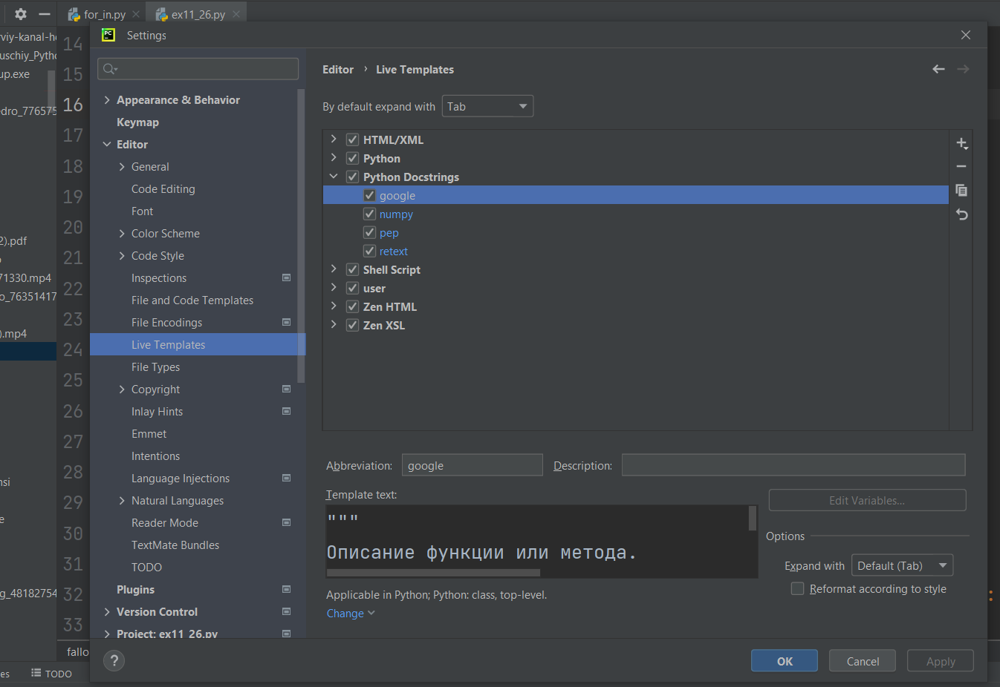 for_in.py
ex11_26.py
Settings
rviy-kanal-ho
uschiy_Pytho
up.exe
edro_776575
2).pdf
71330.mp4
o_76351417
).mp4
nsi
e
g_48182754
14
15
16
17
18
19
20
21
22
23
24
25
26
27
28
29
30
31
32
33
fallo
es
TODO
Appearance & Behavior
Keymap
Editor
General
Code Editing
Font
Color Scheme
Code Style
Inspections
File and Code Templates
File Encodings
Live Templates
File Types
Copyright
Inlay Hints
Emmet
Intentions
Language Injections
Natural Languages
Reader Mode
TextMate Bundles
TODO
Plugins
Version Control
Project: ex11_26.py
Editor › Live Templates
By default expand with Tab
HTML/XML
Python
Python Docstrings
google
numpy
pep
retext
Shell Script
user
Zen HTML
Zen XSL
Abbreviation: google Description:
Template text:
"""
Описание функции или метода.
Edit Variables...
Options
Expand with Default (Tab)
Reformat according to style
Applicable in Python; Python: class, top-level.
Change
?
OK
Cancel
Apply